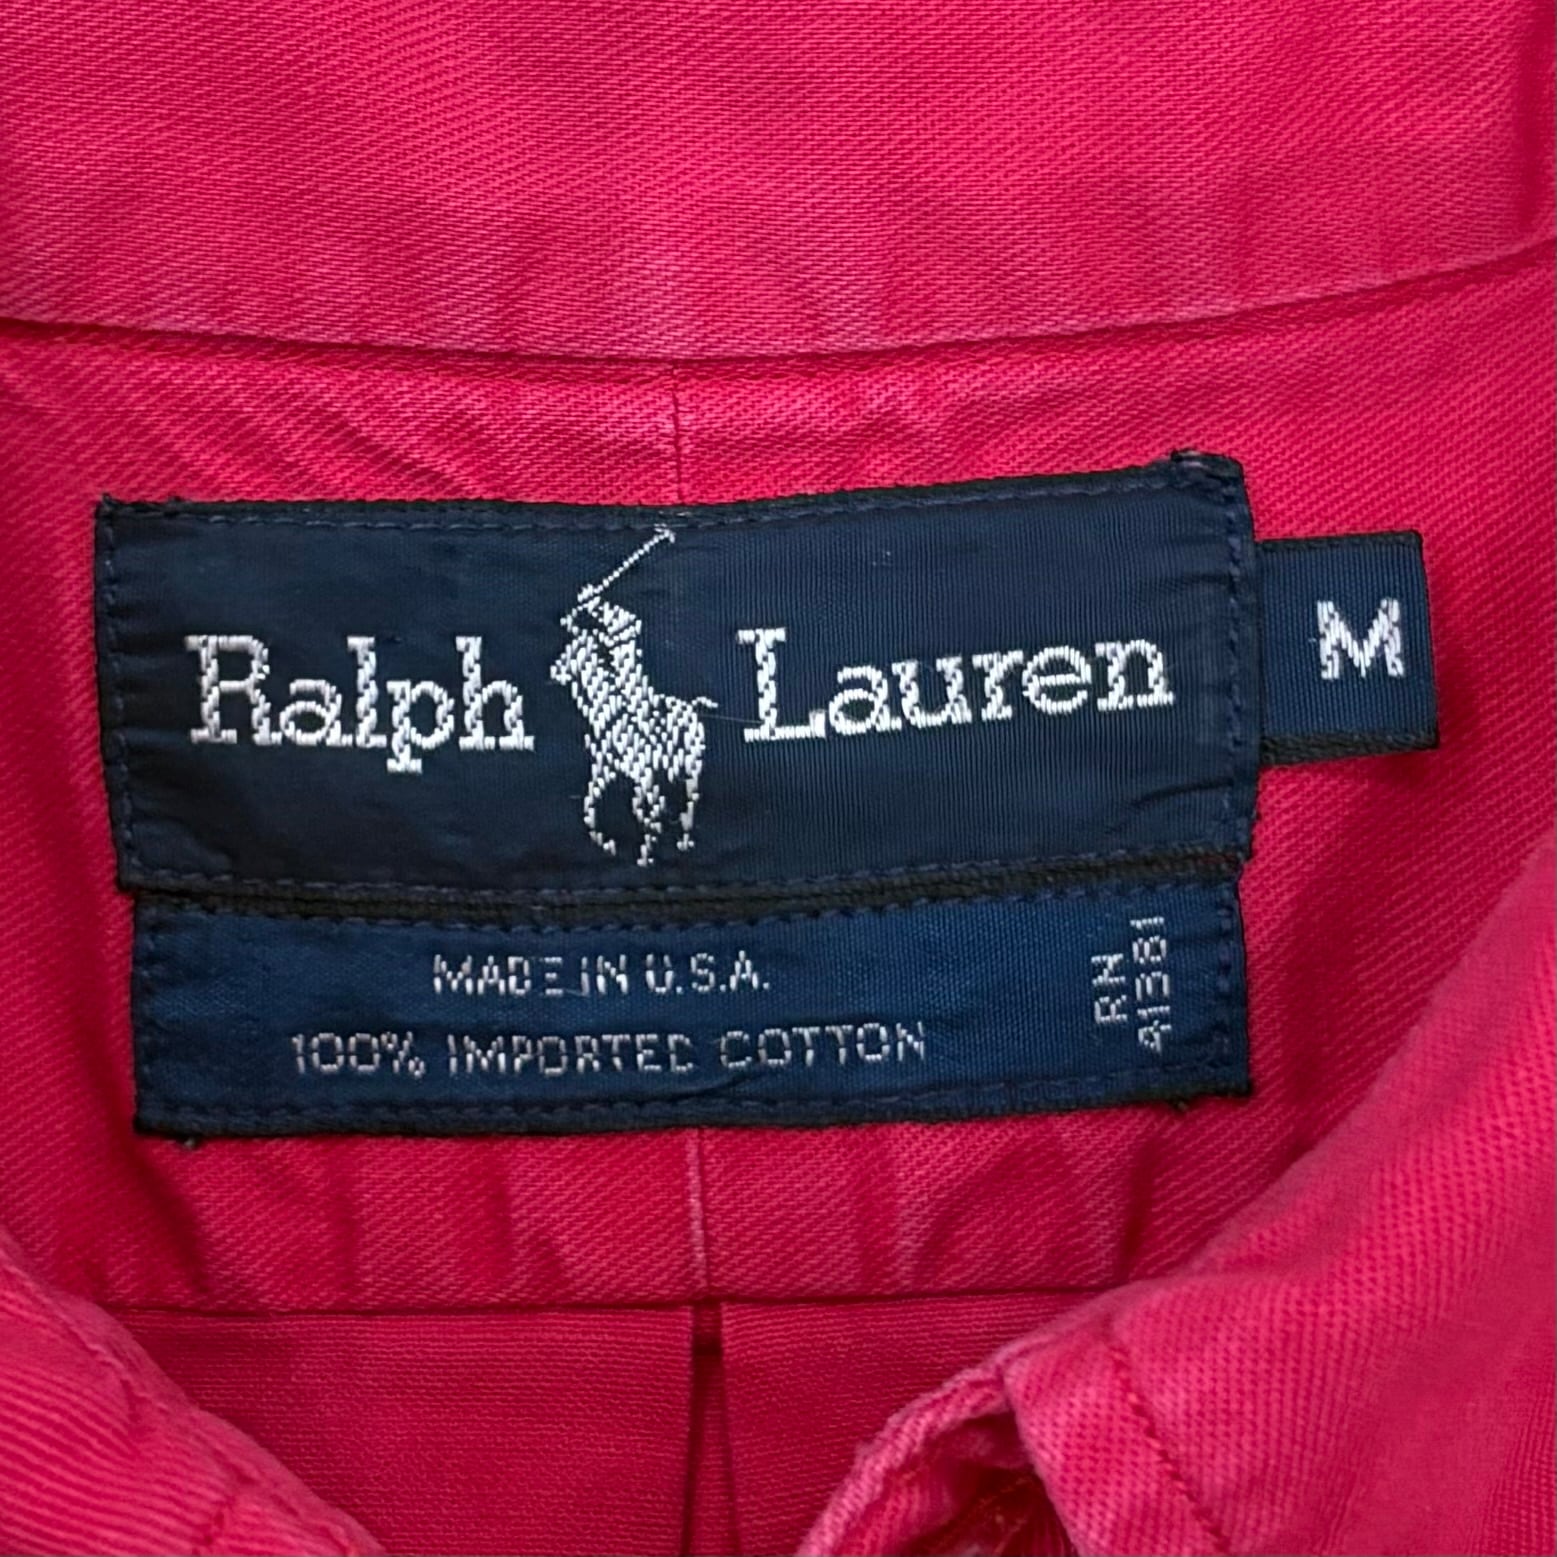 Ralph Lauren
M
MADE IN U.S.A.
100% IMPORTED COTTON
RN
41381